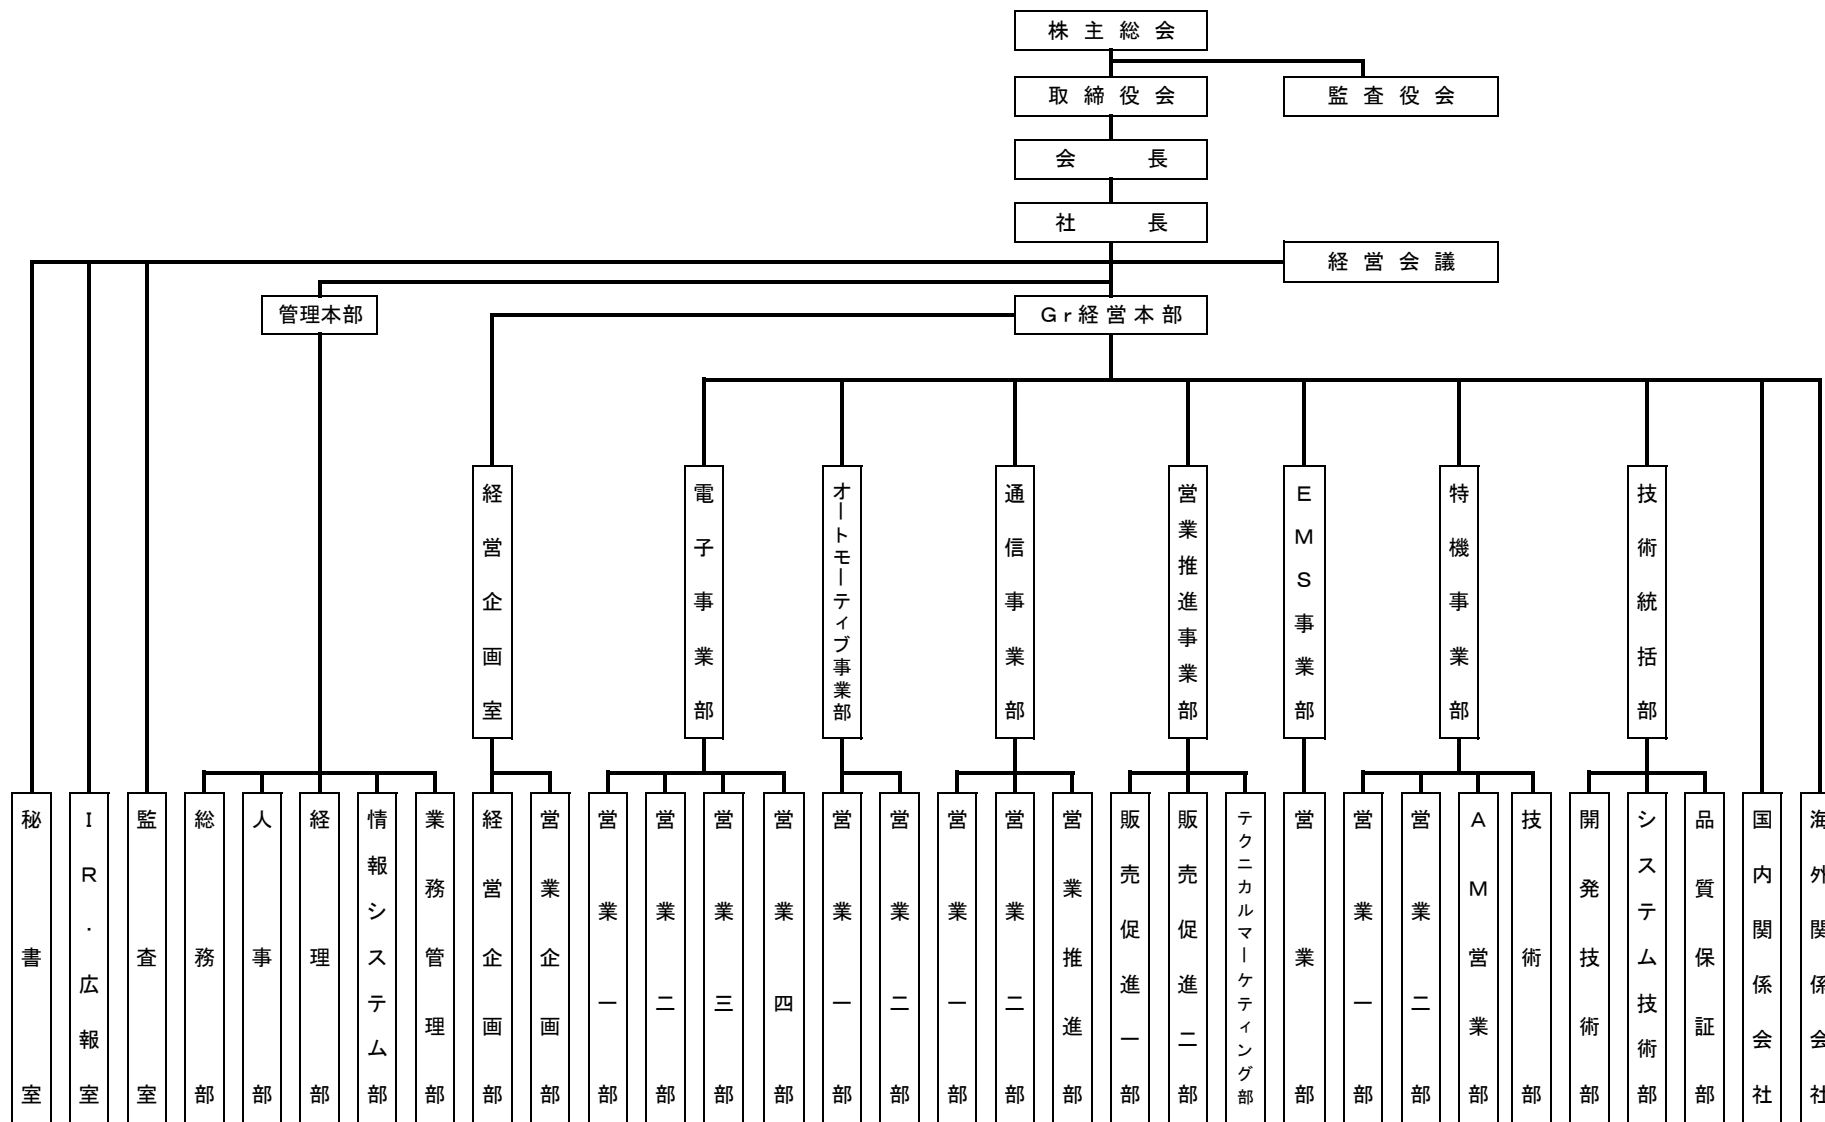 株主総会
取締役会
監査役会
会長
社長
経営会議
管理本部
Gr経営本部
経営企画室
電子事業部
オートモーティブ事業部
通信事業部
営業推進事業部
EMS事業部
特機事業部
技術統括部
秘書室
IR・広報室
監査室
総務部
人事部
経理部
情報システム部
業務管理部
経営企画部
営業企画部
営業一部
営業二部
営業三部
営業四部
営業一部
営業二部
営業一部
営業二部
営業推進部
販売促進一部
販売促進二部
テクニカルマーケティング部
営業部
営業一部
営業二部
AM営業部
技術部
開発技術部
システム技術部
品質保証部
国内関係会社
海外関係会社